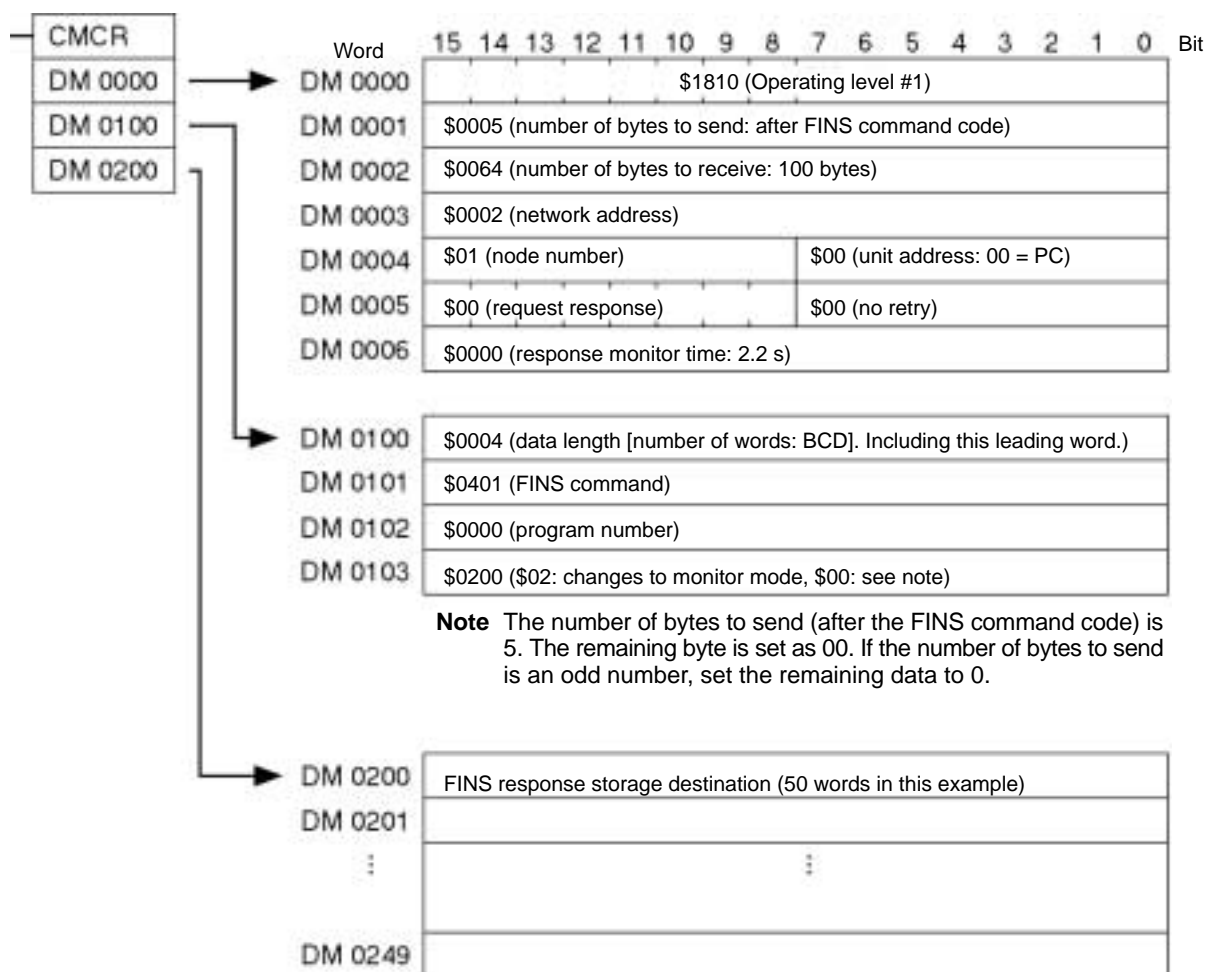 CMCR
DM 0000
DM 0100
DM 0200
Word 15 14 13 12 11 10 9 8 7 6 5 4 3 2 1 0 Bit
DM 0000 $1810 (Operating level #1)
DM 0001 $0005 (number of bytes to send: after FINS command code)
DM 0002 $0064 (number of bytes to receive: 100 bytes)
DM 0003 $0002 (network address)
DM 0004 $01 (node number) $00 (unit address: 00 = PC)
DM 0005 $00 (request response) $00 (no retry)
DM 0006 $0000 (response monitor time: 2.2 s)
DM 0100 $0004 (data length [number of words: BCD]. Including this leading word.)
DM 0101 $0401 (FINS command)
DM 0102 $0000 (program number)
DM 0103 $0200 ($02: changes to monitor mode, $00: see note)
Note The number of bytes to send (after the FINS command code) is
5. The remaining byte is set as 00. If the number of bytes to send
is an odd number, set the remaining data to 0.
DM 0200 FINS response storage destination (50 words in this example)
DM 0201
DM 0249